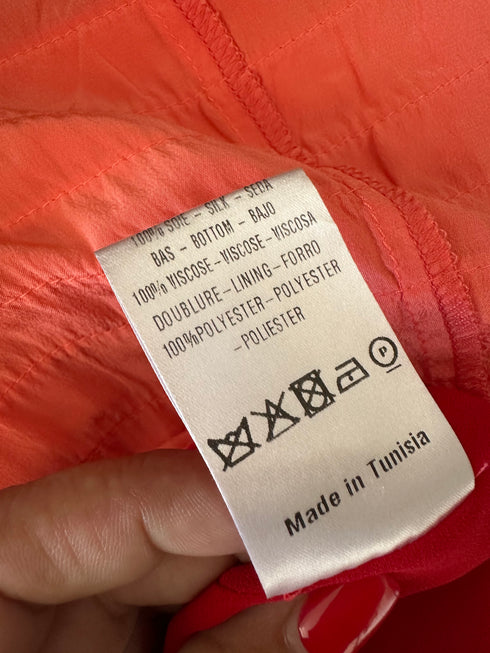 100% SOIE - SILK - SEDA
BAS - BOTTOM - BAJO
100% VISCOSE-VISCOSE-VISCOSA
DOUBLURE-LINING-FORRO
100%POLYESTER-POLYESTER
-POLIESTER
P
Made in Tunisia